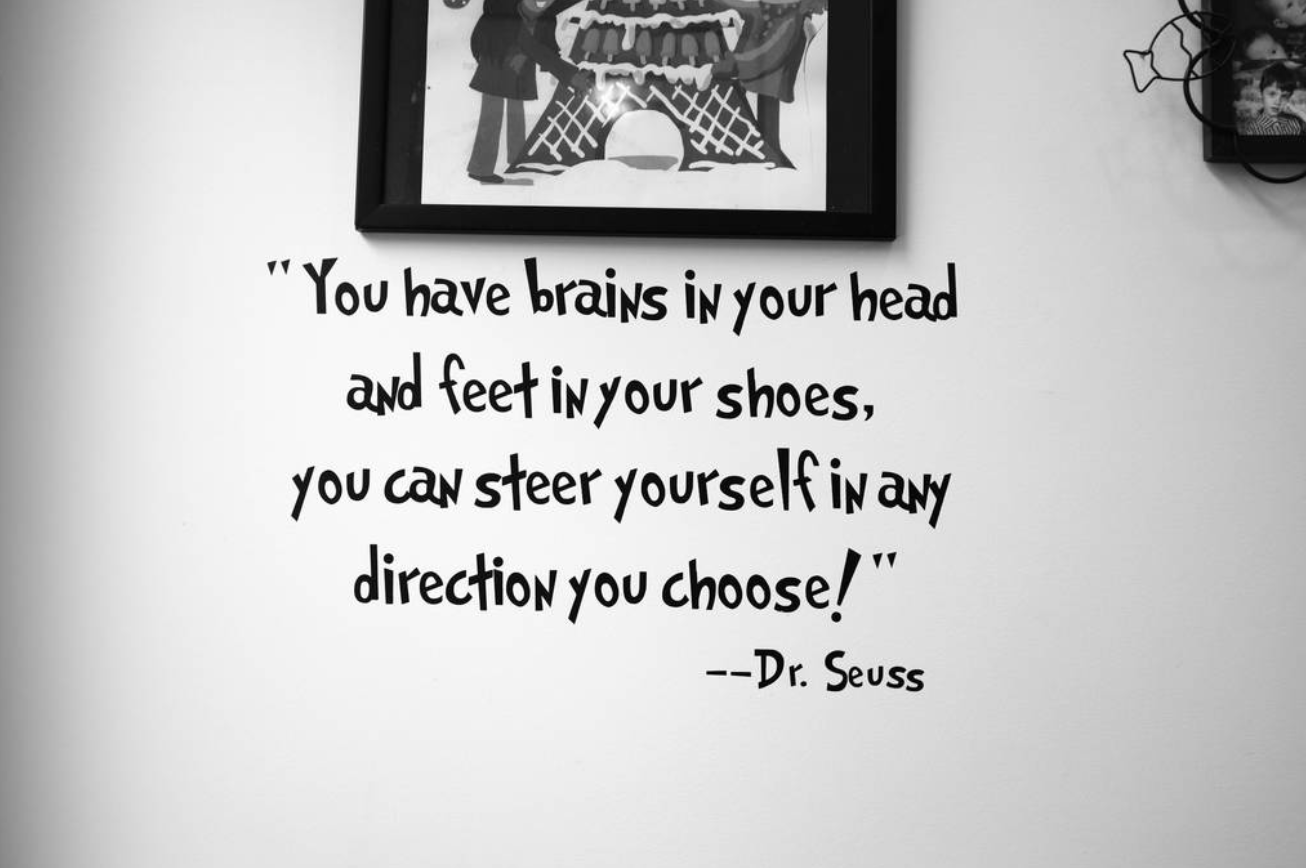 "You have brains in your head
and feet in your shoes,
you can steer yourself in any
direction you choose!"
--Dr. Seuss